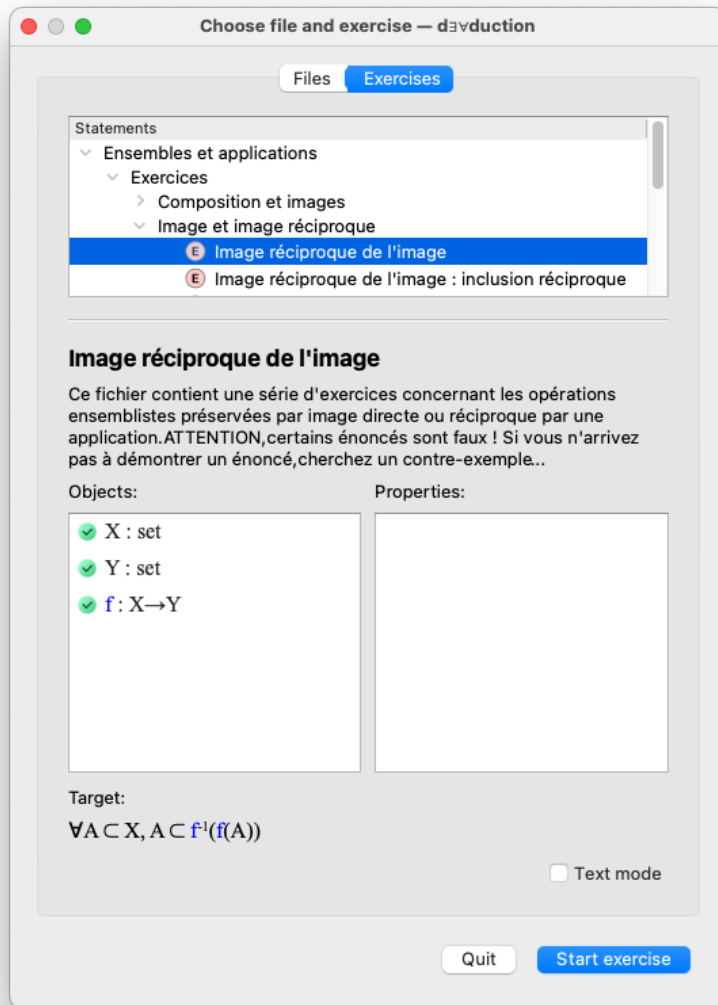 Choose file and exercise — d∃∀duction
Files Exercises
Statements
Ensembles et applications
Exercices
Composition et images
Image et image réciproque
E Image réciproque de l'image
E Image réciproque de l'image : inclusion réciproque
Image réciproque de l'image
Ce fichier contient une série d'exercices concernant les opérations
ensemblistes préservées par image directe ou réciproque par une
application.ATTENTION,certains énoncés sont faux ! Si vous n'arrivez
pas à démontrer un énoncé,cherchez un contre-exemple...
Objects: Properties:
X : set
Y : set
f : X→Y
Target:
∀A ⊂ X, A ⊂ f⁻¹(f(A))
Text mode
Quit Start exercise